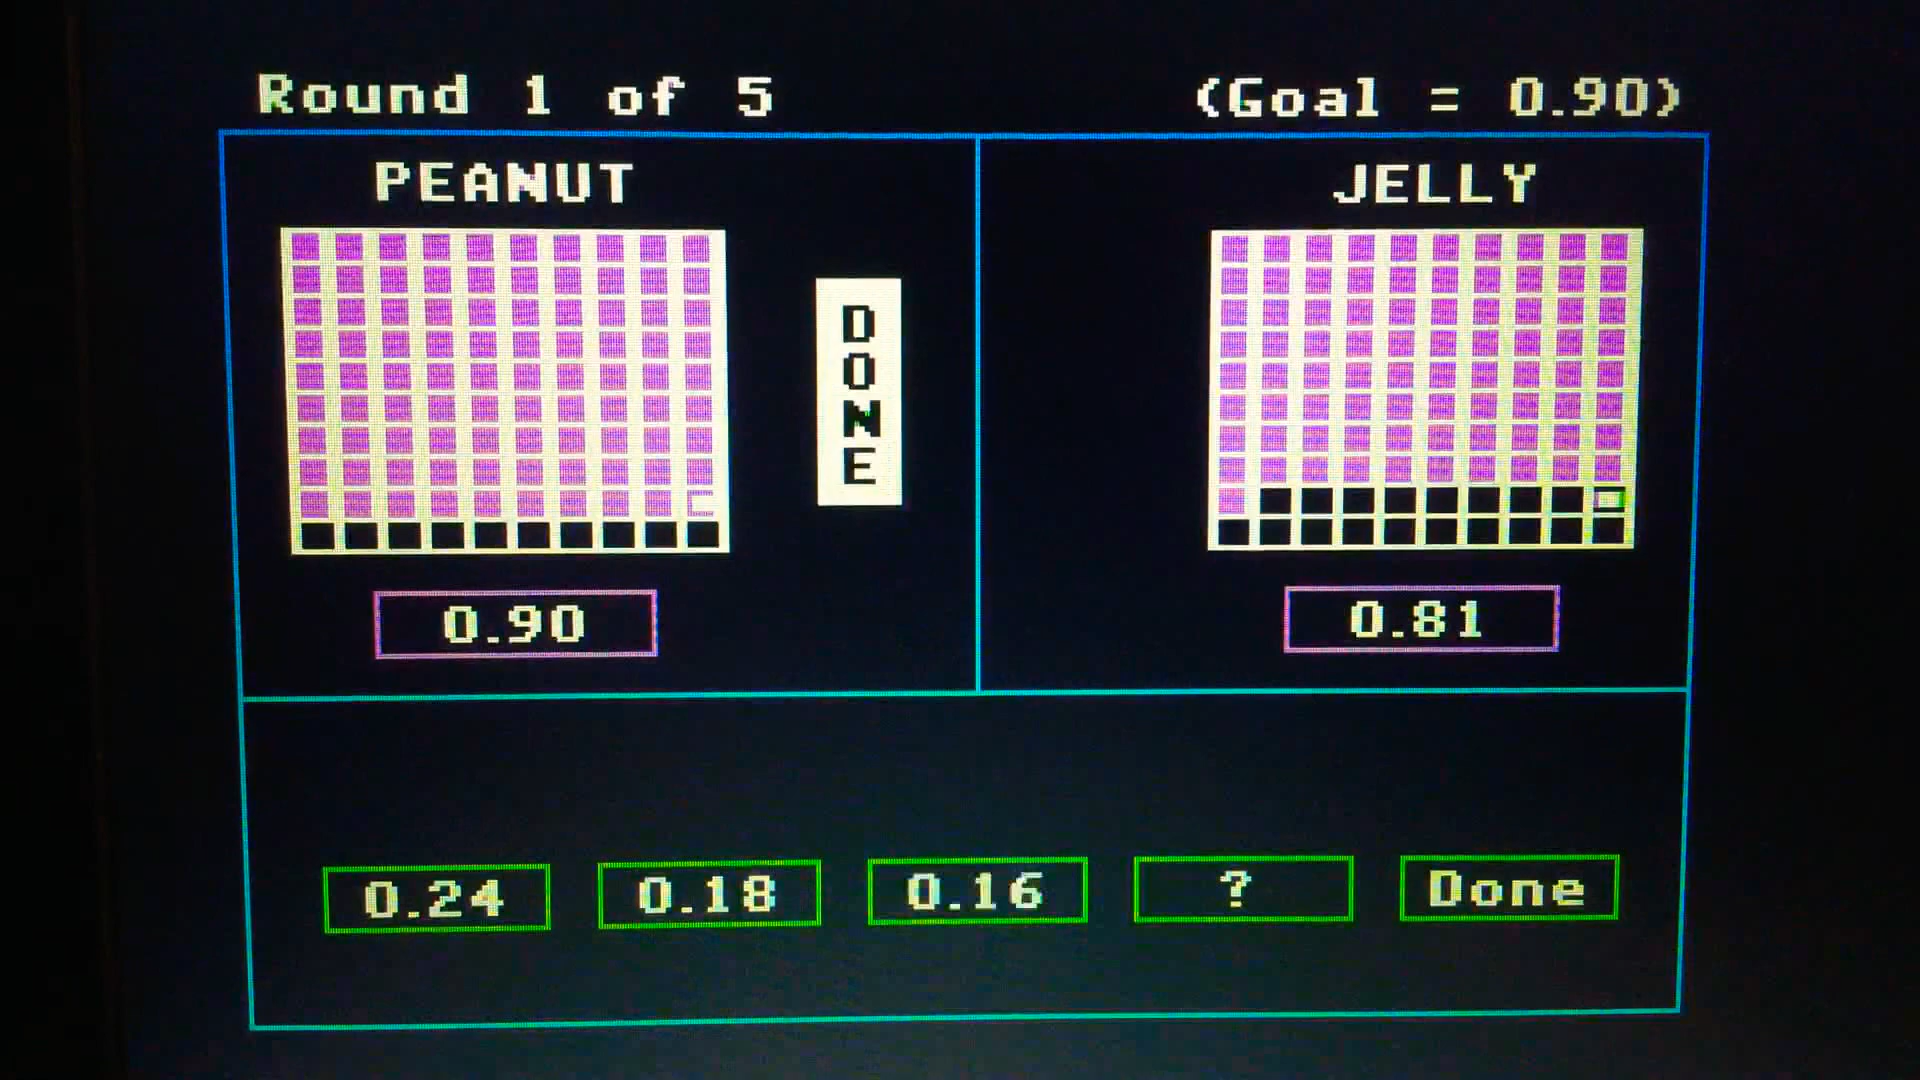 Round 1 of 5 (Goal = 0.90)
PEANUT JELLY
DONE
0.90 0.81
0.24 0.18 0.16 ? Done